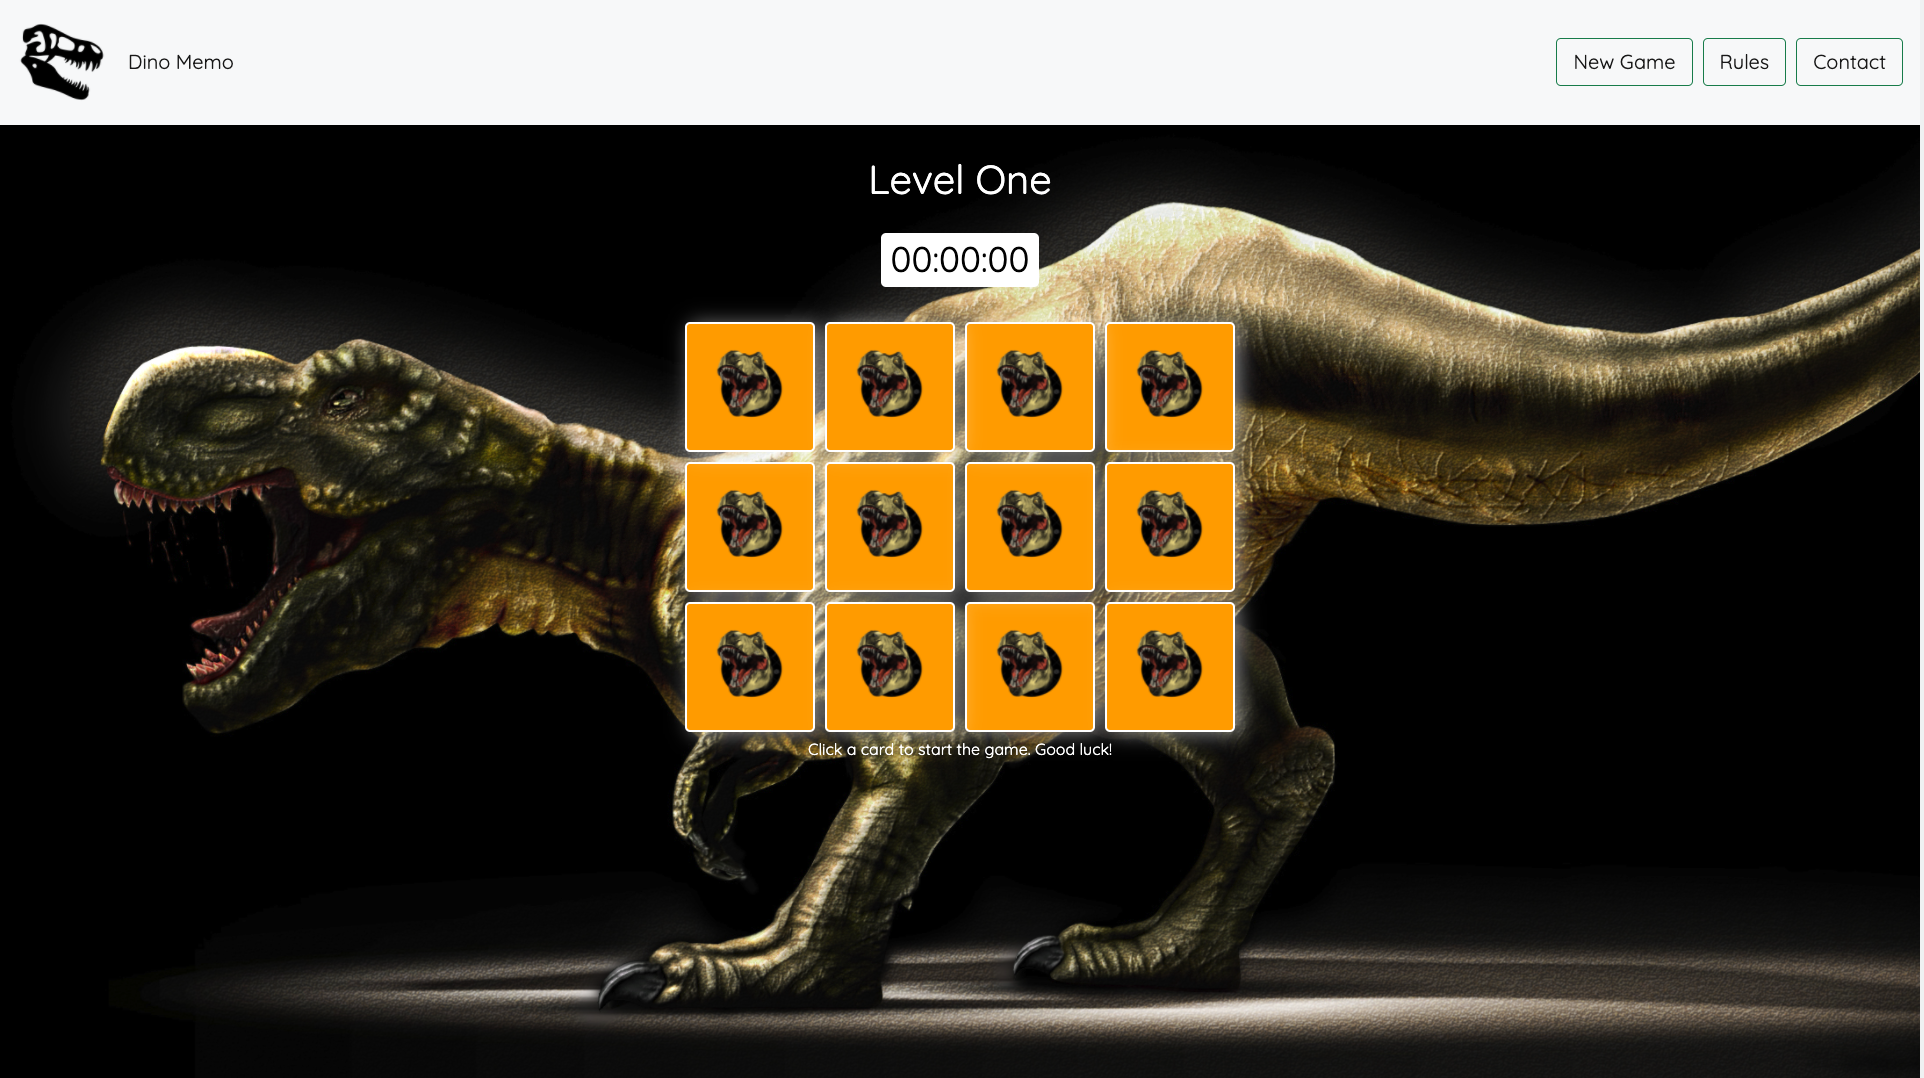 Dino Memo
New Game
Rules
Contact
Level One
00:00:00
Click a card to start the game. Good luck!